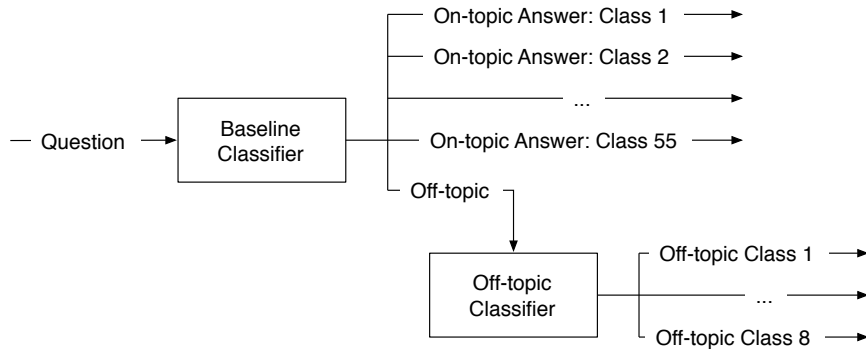 On-topic Answer: Class 1
On-topic Answer: Class 2
...
Question
Baseline
Classifier
On-topic Answer: Class 55
Off-topic
Off-topic Class 1
Off-topic
Classifier
...
Off-topic Class 8